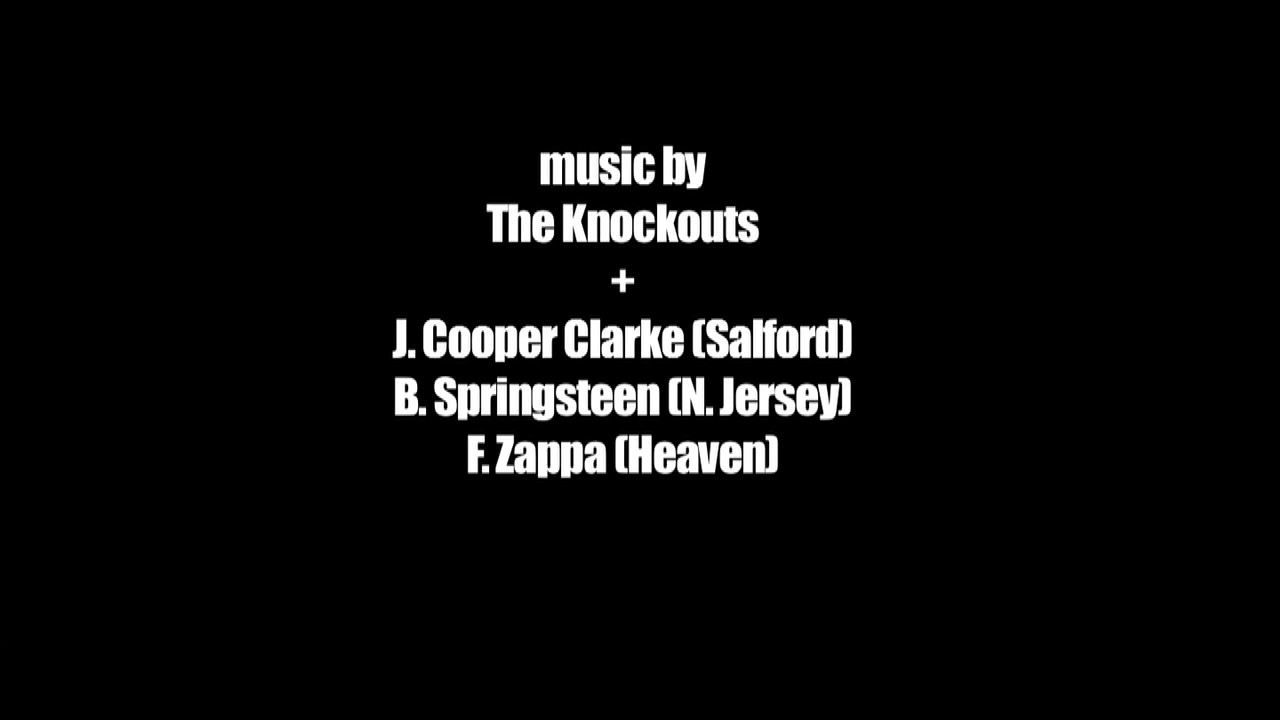 music by
The Knockouts
+
J. Cooper Clarke (Salford)
B. Springsteen (N. Jersey)
F. Zappa (Heaven)